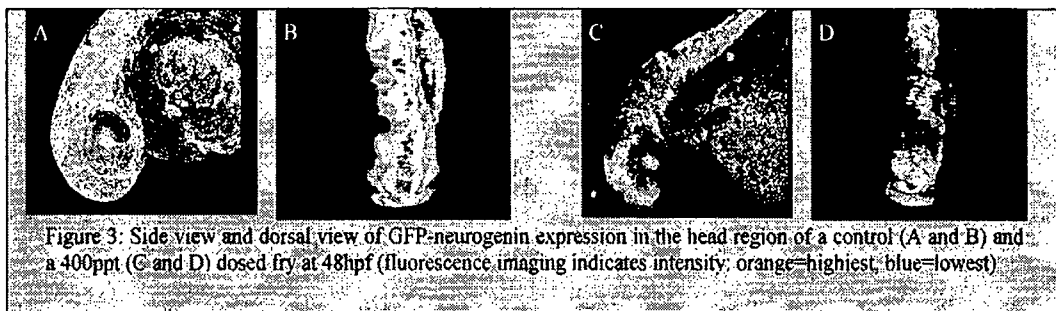 A B C D
Figure 3: Side view and dorsal view of GFP-neurogenin expression in the head region of a control (A and B) and
a 400ppt (C and D) dosed fry at 48hpf (fluorescence imaging indicates intensity; orange=highest, blue=lowest)